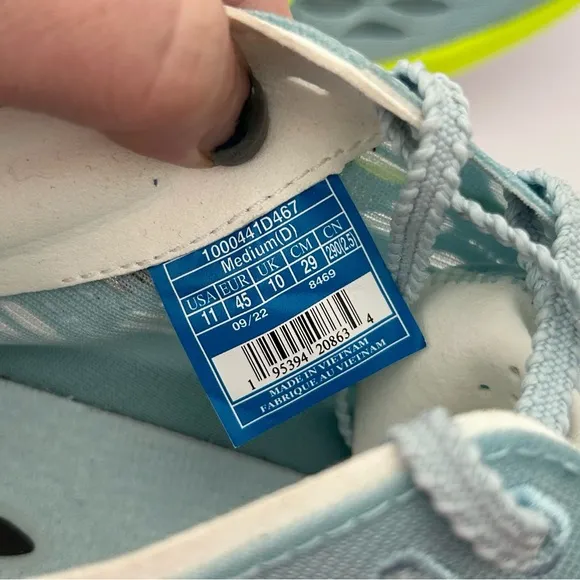 1000441D467
Medium(D)
USA EUR UK CM CN
11 45 10 29 290(2.5)
09/22 8469
1 95394 20863 4
MADE IN VIETNAM
FABRIQUE AU VIETNAM